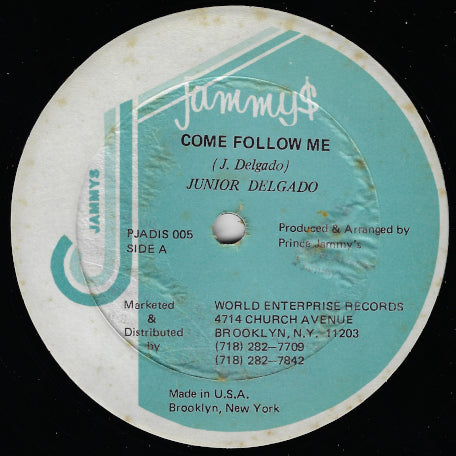 Jammy$
JAMMYS
COME FOLLOW ME
(J. Delgado)
JUNIOR DELGADO
PJADIS 005
SIDE A
Produced & Arranged by
Prince Jammy's
Marketed
&
Distributed
by
WORLD ENTERPRISE RECORDS
4714 CHURCH AVENUE
BROOKLYN, N.Y. 11203
(718) 282-7709
(718) 282-7842
Made in U.S.A.
Brooklyn, New York